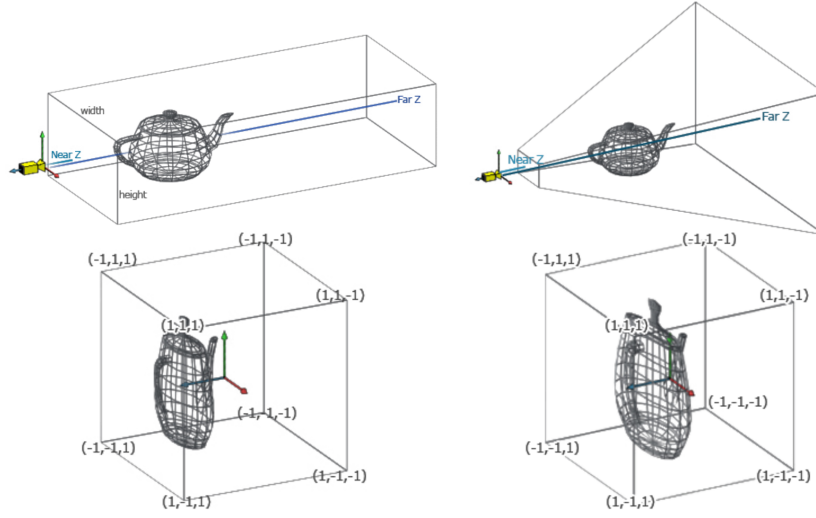 width
Far Z
Near Z
height
Far Z
Near Z
(-1,1,-1)
(-1,1,1)
(1,1,-1)
(1,1,1)
(-1,-1,-1)
(-1,-1,1)
(1,-1,-1)
(1,-1,1)
(-1,1,-1)
(-1,1,1)
(1,1,-1)
(1,1,1)
(-1,-1,-1)
(-1,-1,1)
(1,-1,-1)
(1,-1,1)